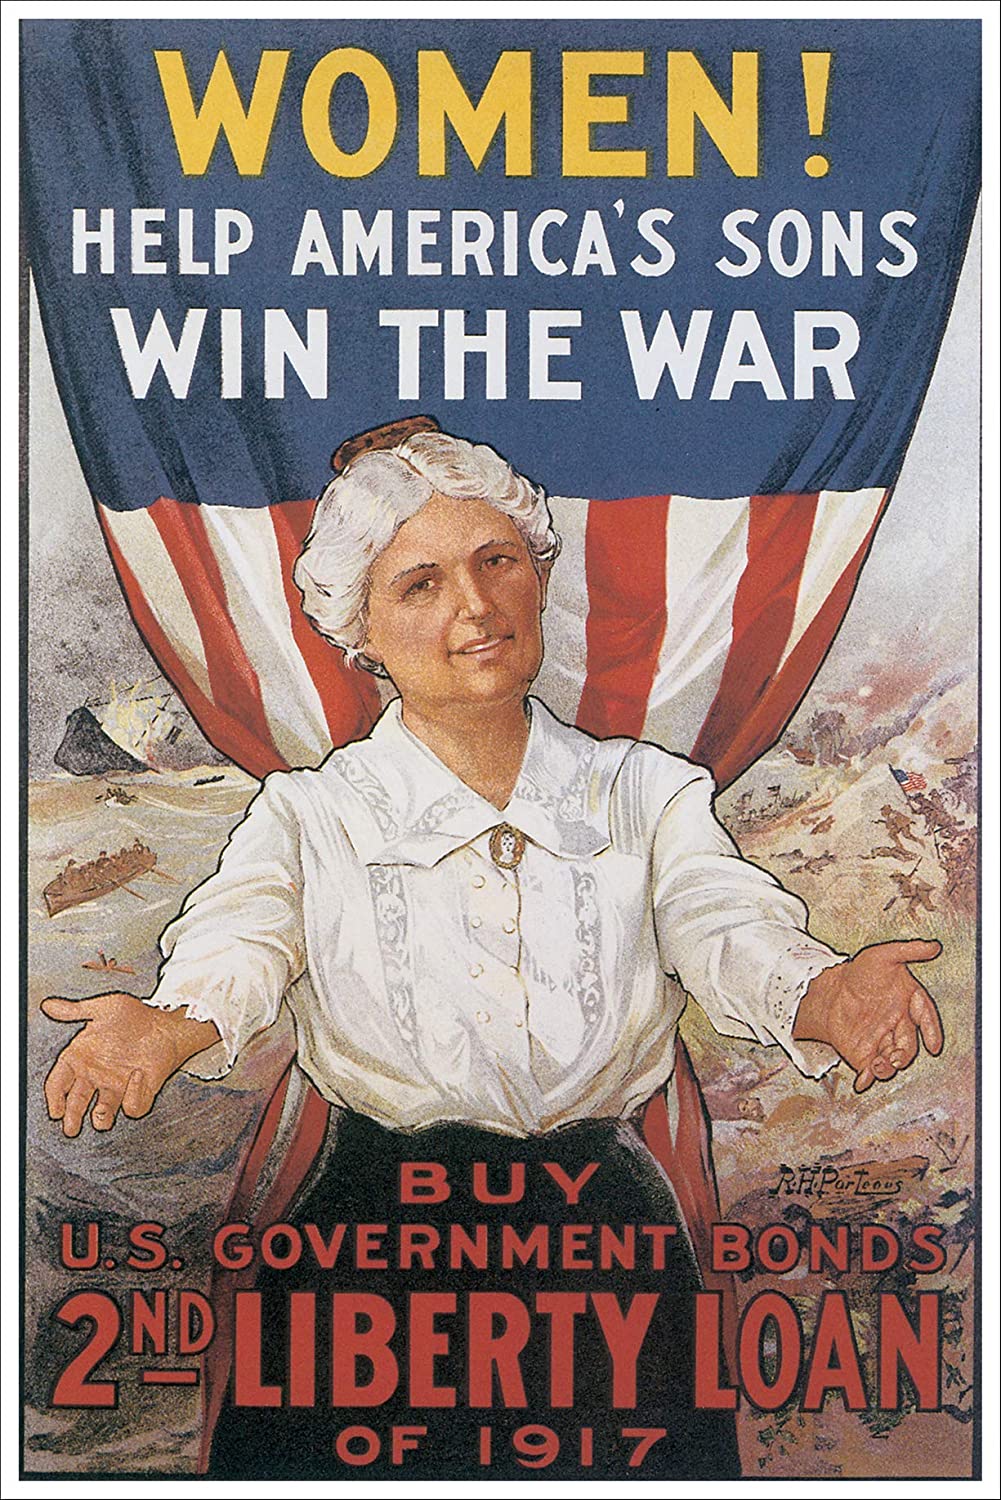 WOMEN!
HELP AMERICA'S SONS
WIN THE WAR
R.H.Porteous
BUY
U.S. GOVERNMENT BONDS
2ND LIBERTY LOAN
OF 1917